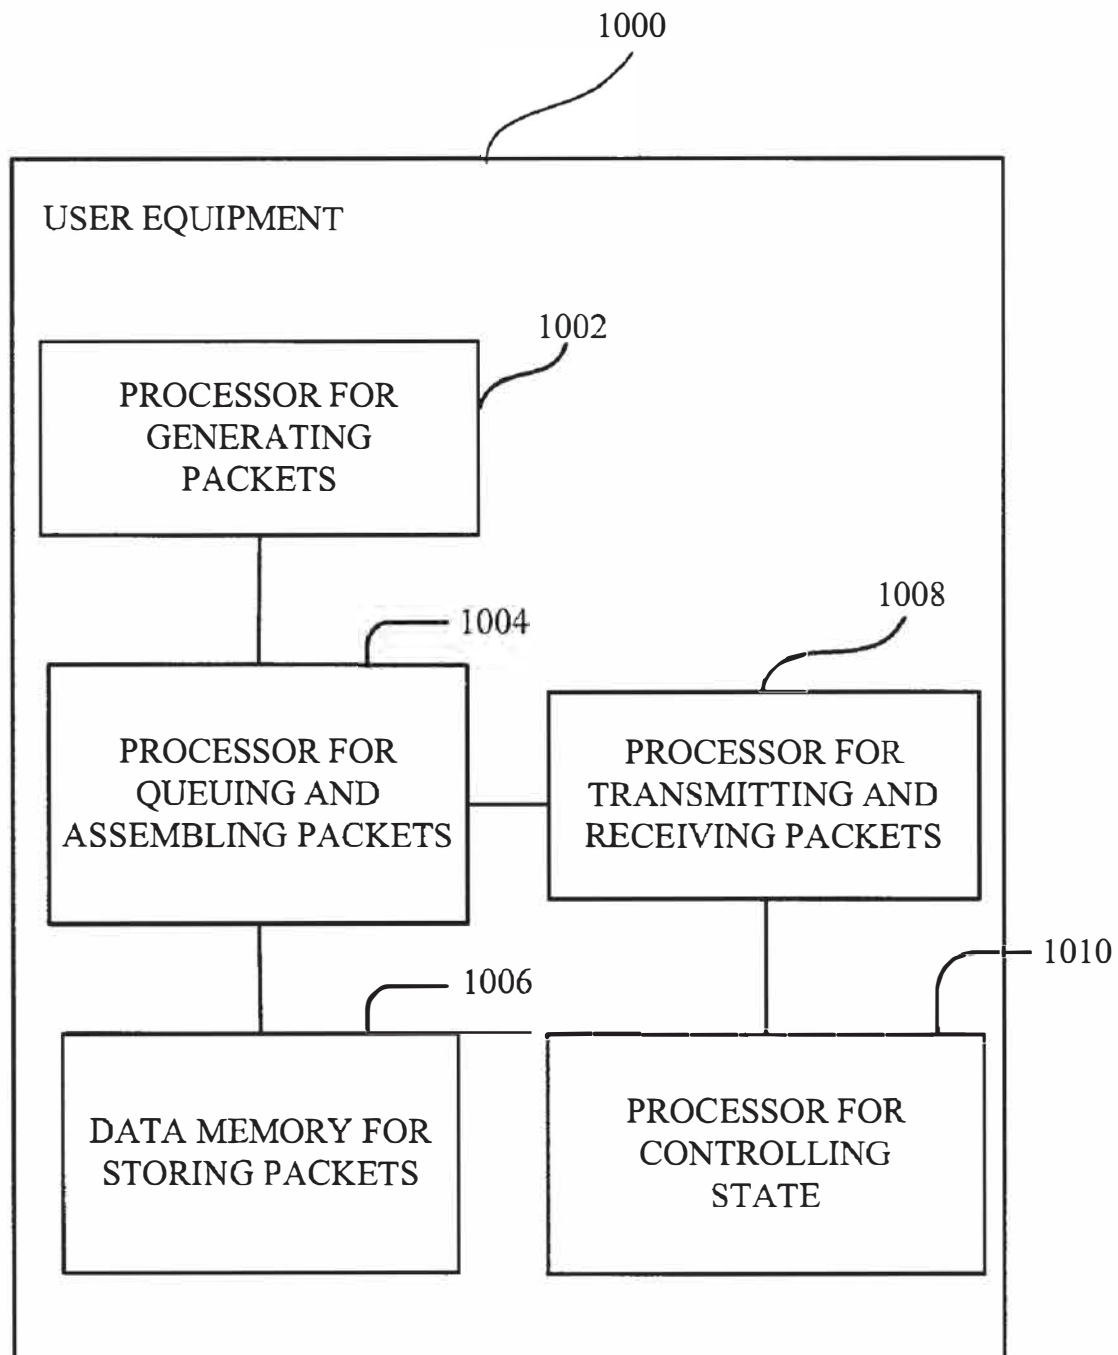 1000
USER EQUIPMENT
1002
PROCESSOR FOR
GENERATING
PACKETS
1004
PROCESSOR FOR
QUEUING AND
ASSEMBLING PACKETS
1008
PROCESSOR FOR
TRANSMITTING AND
RECEIVING PACKETS
1006
DATA MEMORY FOR
STORING PACKETS
1010
PROCESSOR FOR
CONTROLLING
STATE